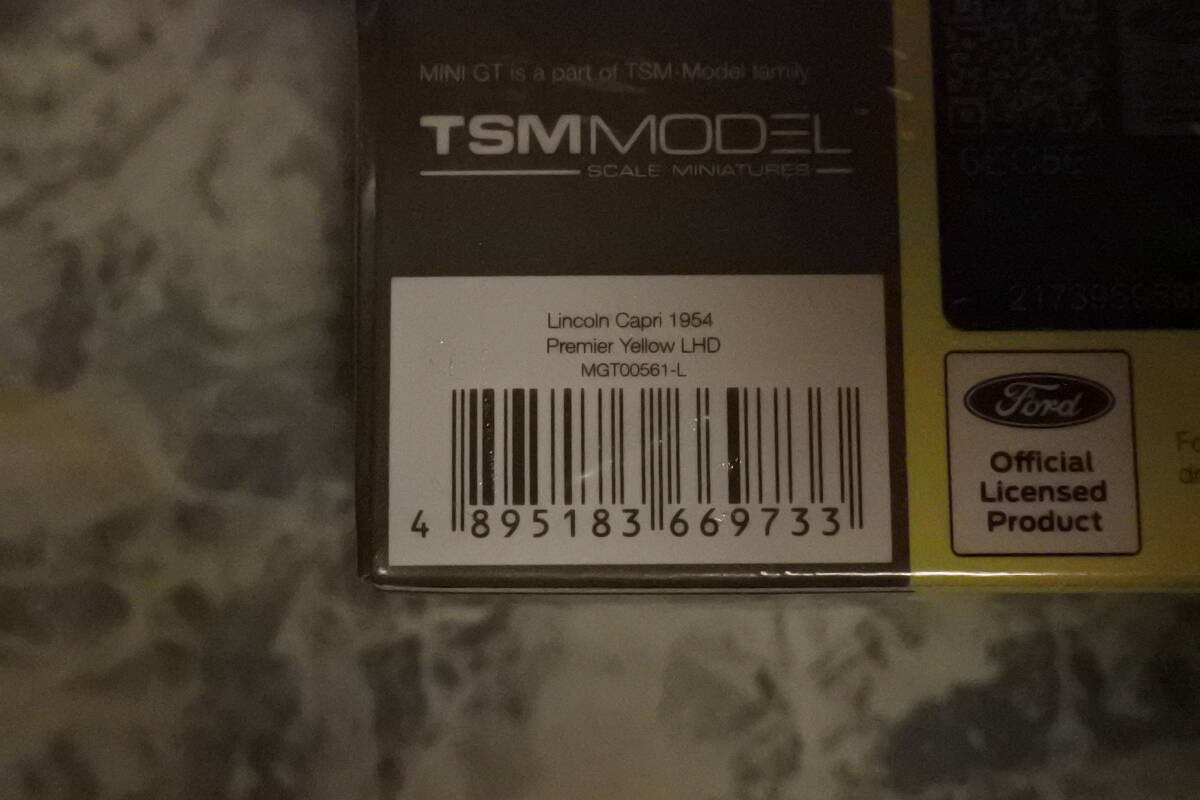 MINI GT is a part of TSM-Model family
TSMMODEL
SCALE MINIATURES
Lincoln Capri 1954
Premier Yellow LHD
MGT00561-L
4 895183 669733
Ford
Official
Licensed
Product